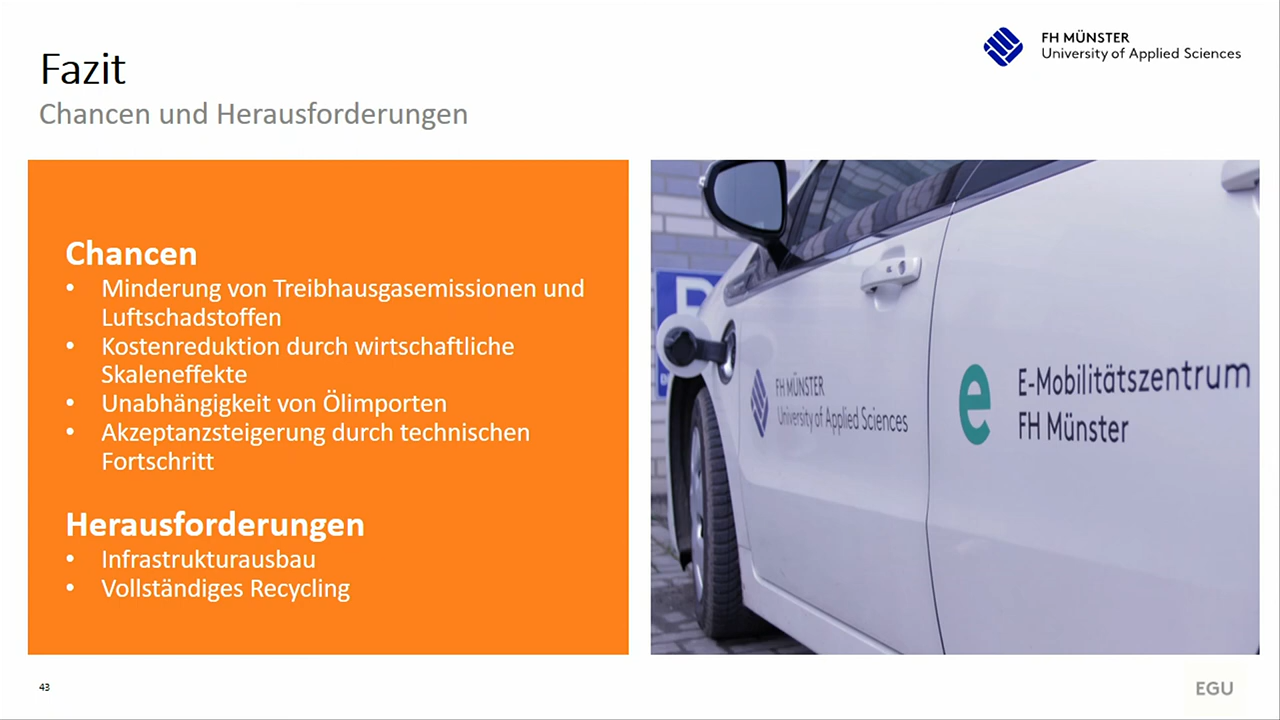 FH MÜNSTER
University of Applied Sciences
Fazit
Chancen und Herausforderungen
Chancen
• Minderung von Treibhausgasemissionen und
Luftschadstoffen
• Kostenreduktion durch wirtschaftliche
Skaleneffekte
• Unabhängigkeit von Ölimporten
• Akzeptanzsteigerung durch technischen
Fortschritt
Herausforderungen
• Infrastrukturausbau
• Vollständiges Recycling
FH MÜNSTER
University of Applied Sciences
e
E-Mobilitätszentrum
FH Münster
43
EGU